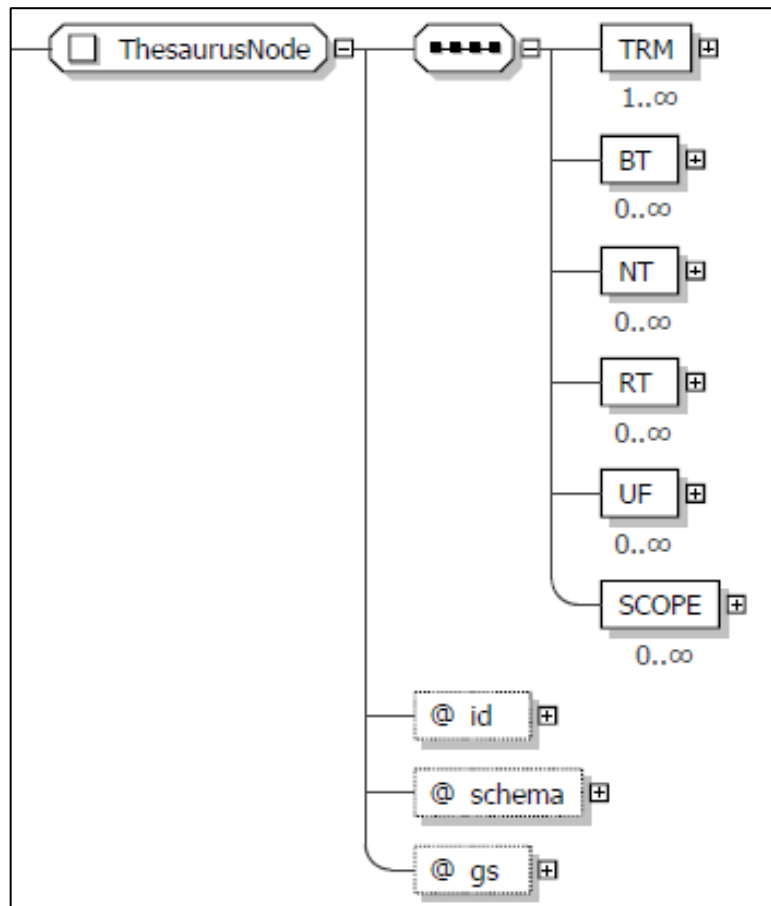 ThesaurusNode
TRM
1..∞
BT
0..∞
NT
0..∞
RT
0..∞
UF
0..∞
SCOPE
0..∞
@ id
@ schema
@ gs